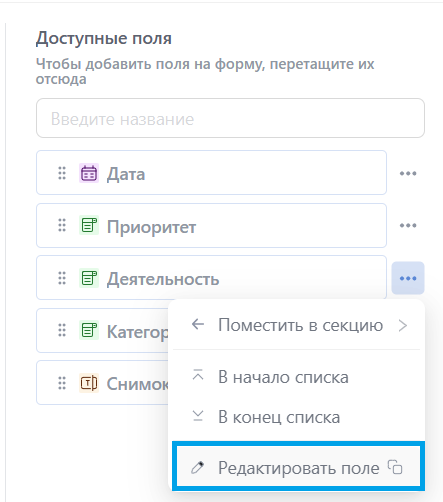 Доступные поля
Чтобы добавить поля на форму, перетащите их
отсюда
Введите название
Дата
Приоритет
Деятельность
Поместить в секцию
Категор
В начало списка
Снимок
В конец списка
Редактировать поле